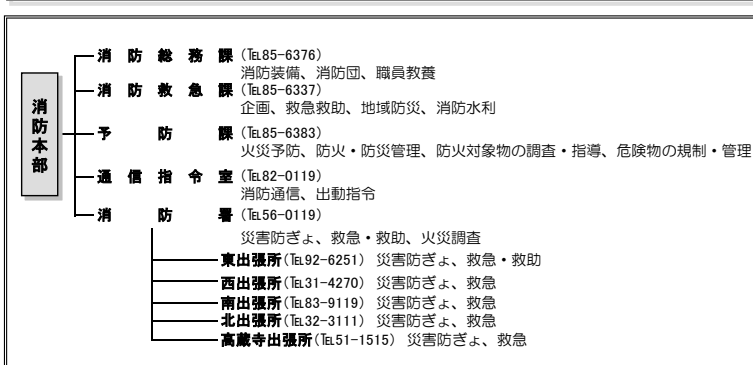 消防本部
消防総務課(℡85-6376)
消防装備、消防団、職員教養
消防救急課(℡85-6337)
企画、救急救助、地域防災、消防水利
予防課(℡85-6383)
火災予防、防火・防災管理、防火対象物の調査・指導、危険物の規制・管理
通信指令室(℡82-0119)
消防通信、出動指令
消防署(℡56-0119)
災害防ぎょ、救急・救助、火災調査
東出張所(℡92-6251) 災害防ぎょ、救急・救助
西出張所(℡31-4270) 災害防ぎょ、救急
南出張所(℡83-9119) 災害防ぎょ、救急
北出張所(℡32-3111) 災害防ぎょ、救急
高蔵寺出張所(℡51-1515) 災害防ぎょ、救急